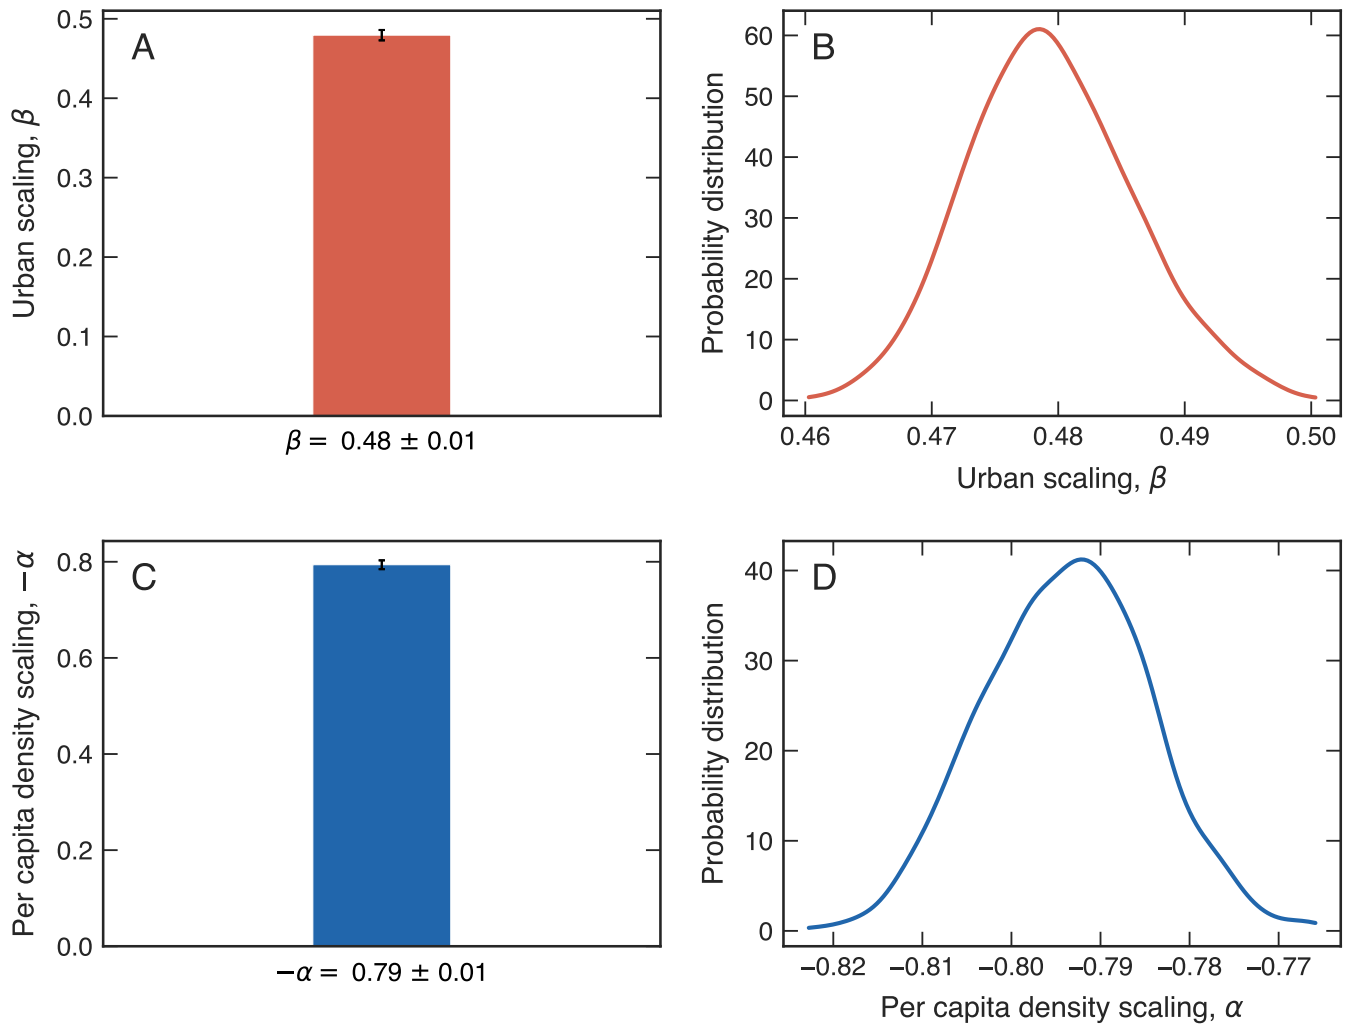 A
Urban scaling, β
0.5
0.4
0.3
0.2
0.1
0.0
β = 0.48 ± 0.01
B
Probability distribution
60
50
40
30
20
10
0
0.46 0.47 0.48 0.49 0.50
Urban scaling, β
C
Per capita density scaling, −α
0.8
0.6
0.4
0.2
0.0
−α = 0.79 ± 0.01
D
Probability distribution
40
30
20
10
0
−0.82 −0.81 −0.80 −0.79 −0.78 −0.77
Per capita density scaling, α